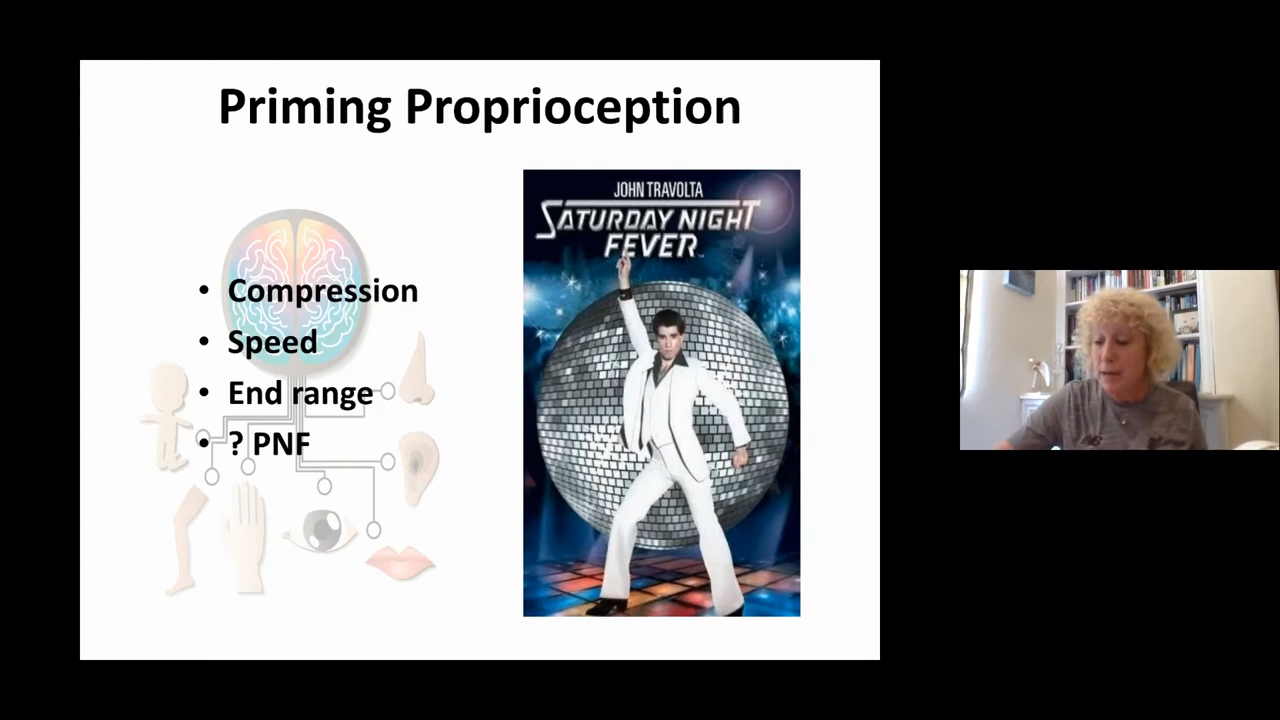 Priming Proprioception
• Compression
• Speed
• End range
• ? PNF
JOHN TRAVOLTA
SATURDAY NIGHT
FEVER